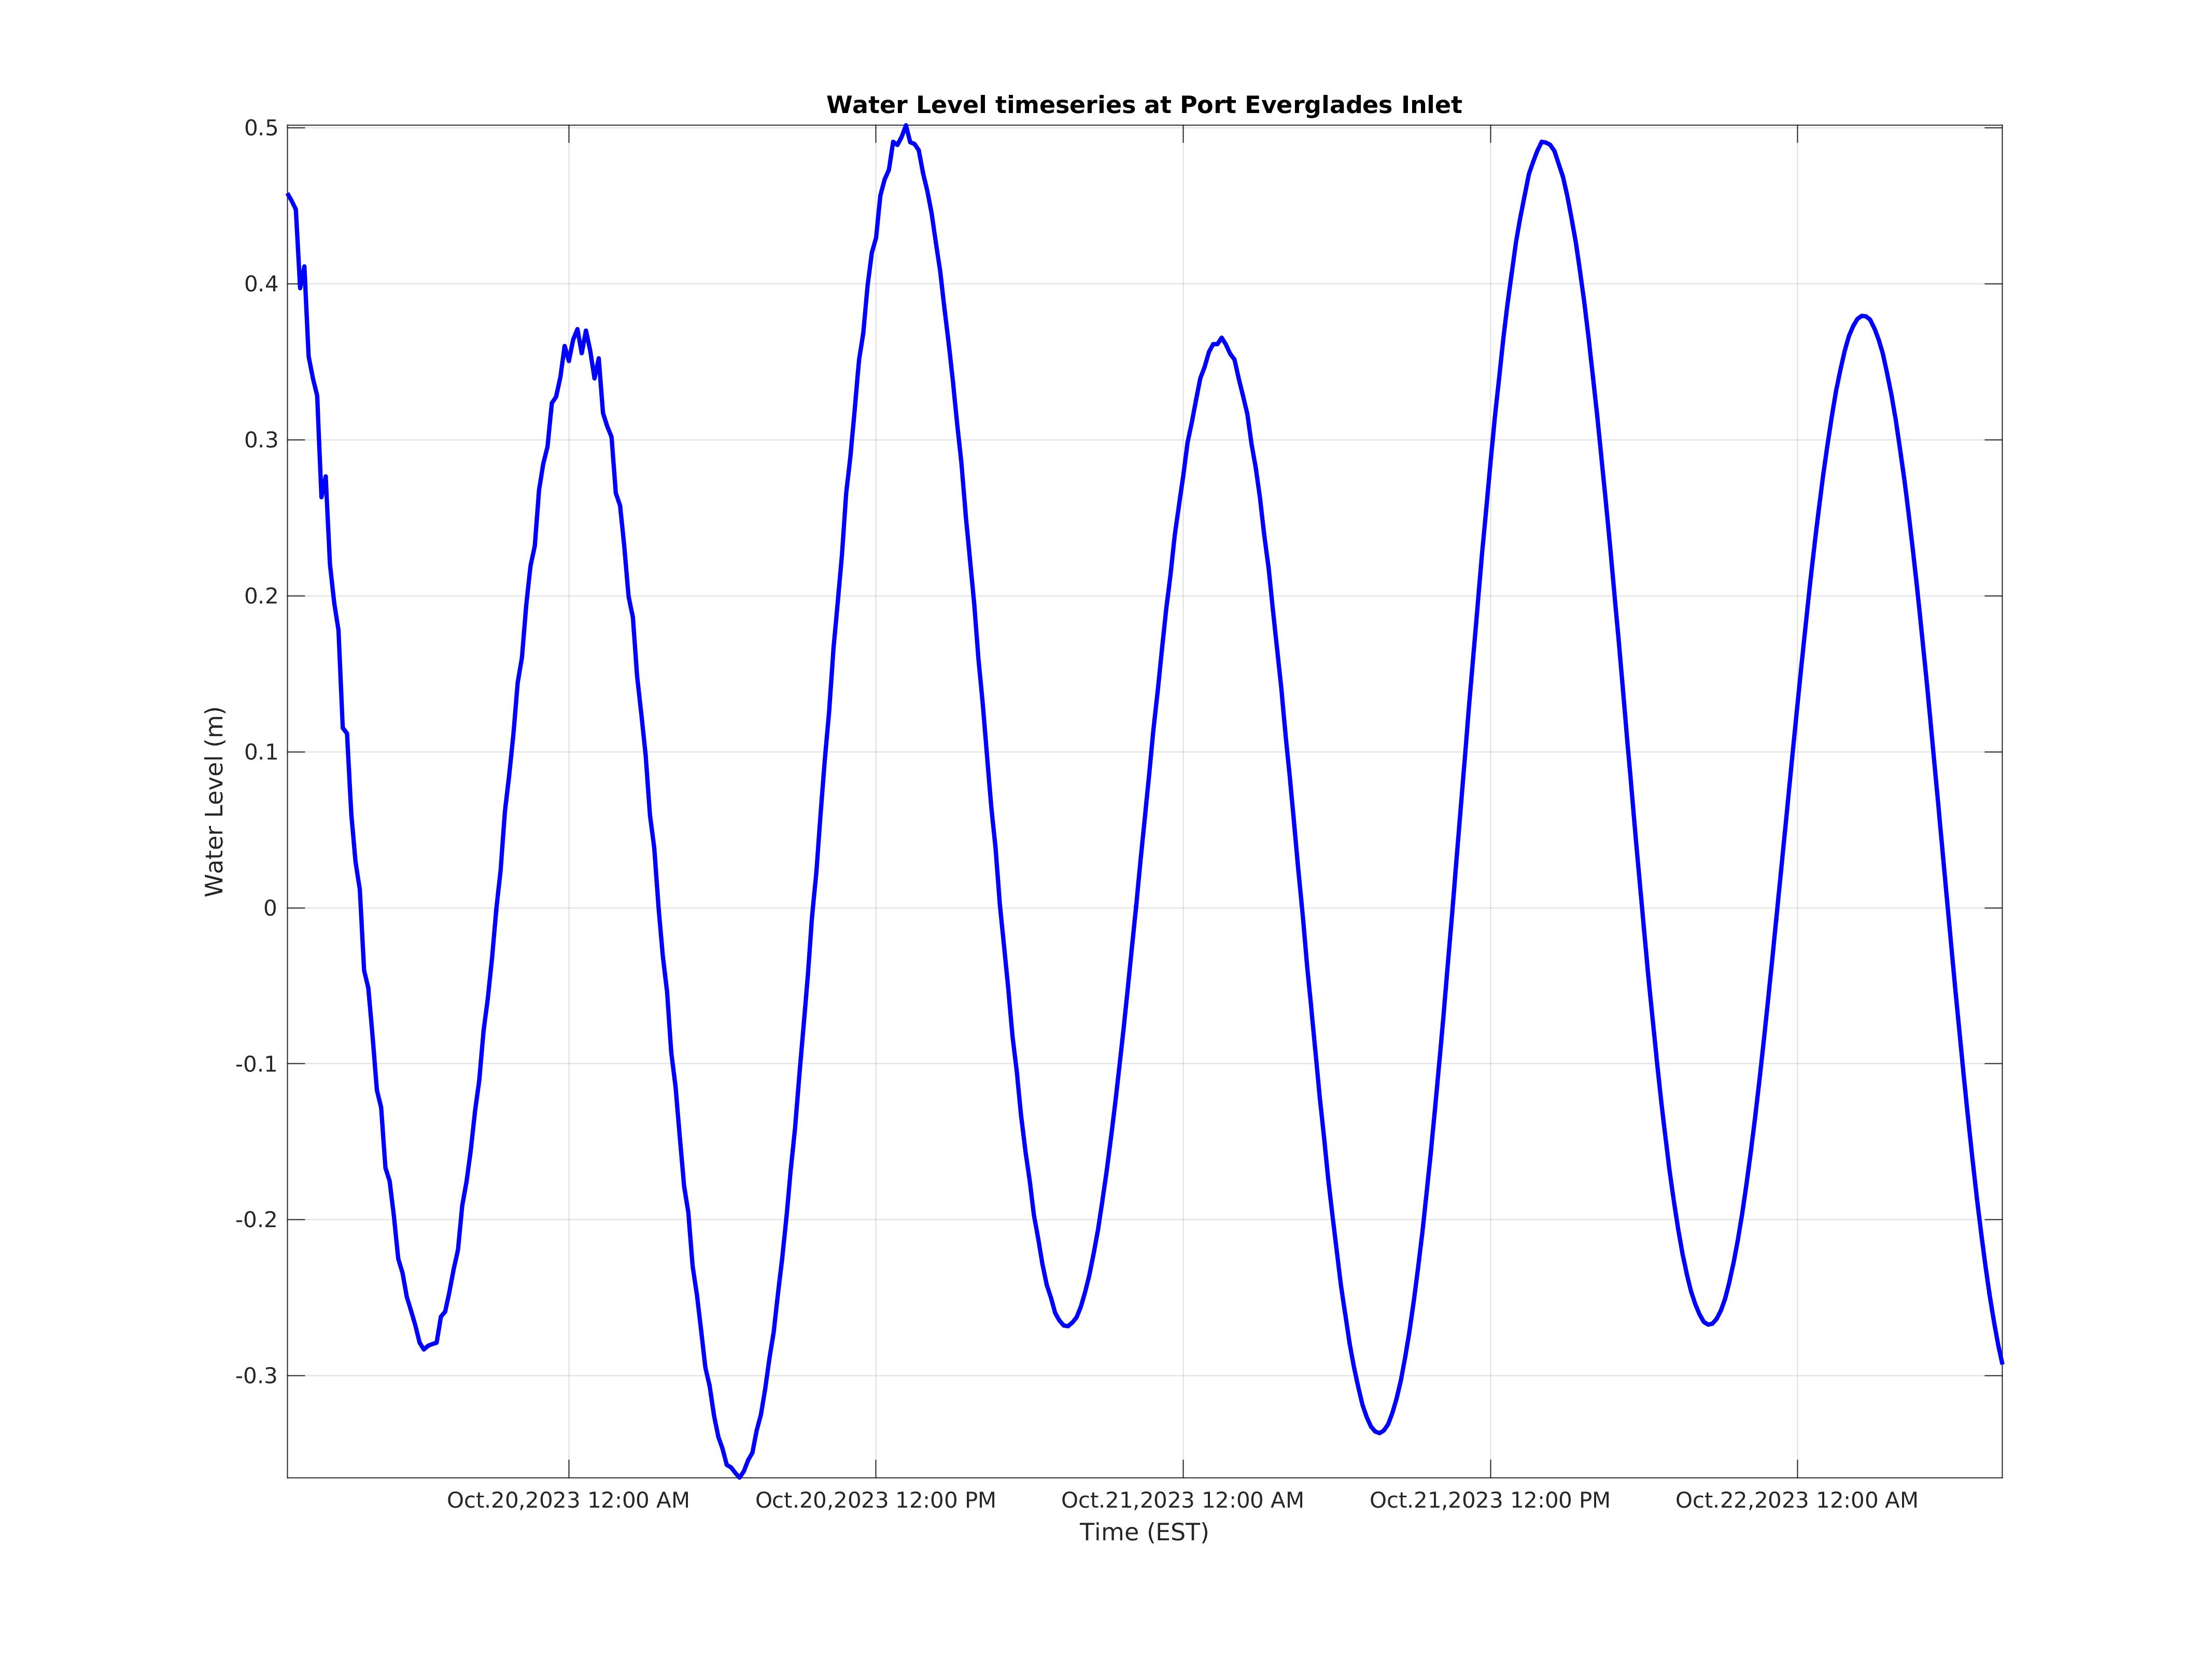 Water Level timeseries at Port Everglades Inlet
0.5
0.4
0.3
0.2
0.1
0
-0.1
-0.2
-0.3
Water Level (m)
Oct.20,2023 12:00 AM Oct.20,2023 12:00 PM Oct.21,2023 12:00 AM Oct.21,2023 12:00 PM Oct.22,2023 12:00 AM
Time (EST)